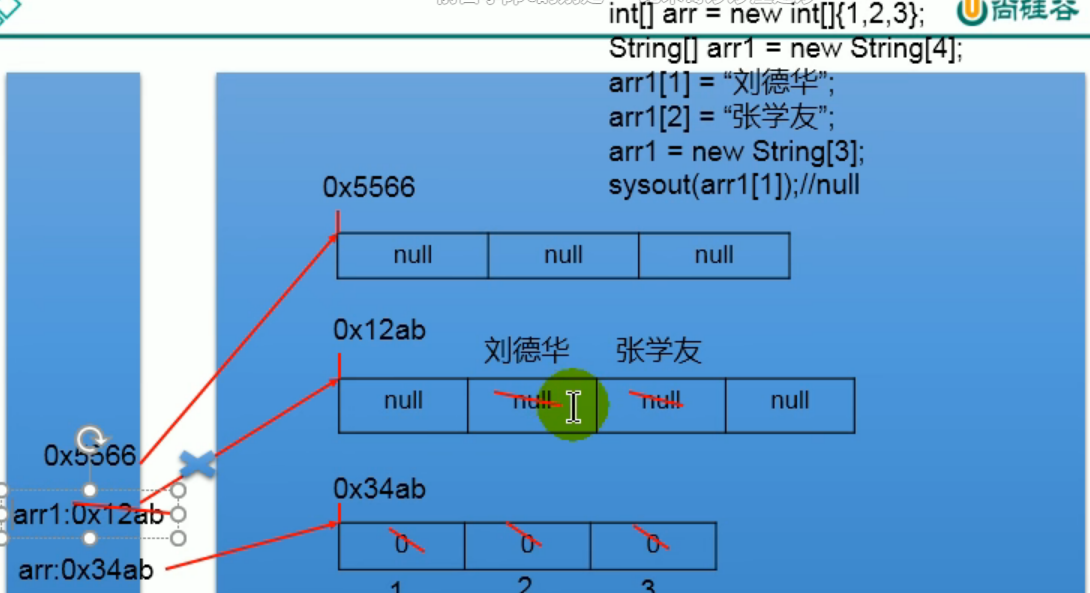 int[] arr = new int[]{1,2,3};
尚硅谷
String[] arr1 = new String[4];
arr1[1] = “刘德华”;
arr1[2] = “张学友”;
arr1 = new String[3];
sysout(arr1[1]);//null
0x5566
null null null
0x12ab
刘德华 张学友
null null null null
0x5566
0x34ab
arr1:0x12ab
0 0 0
arr:0x34ab
1 2 3